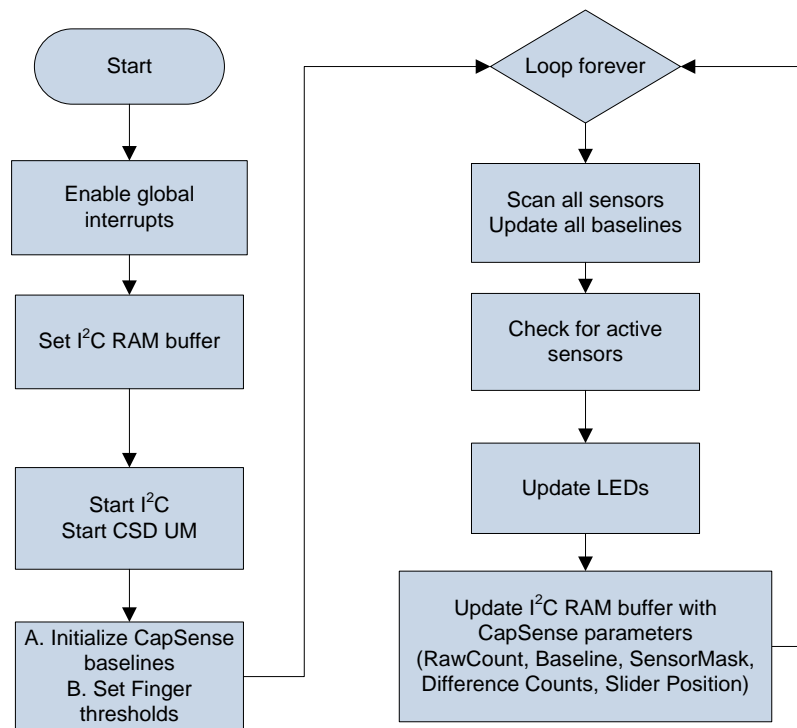 Start
Enable global
interrupts
Set I²C RAM buffer
Start I²C
Start CSD UM
A. Initialize CapSense
baselines
B. Set Finger
thresholds
Loop forever
Scan all sensors
Update all baselines
Check for active
sensors
Update LEDs
Update I²C RAM buffer with
CapSense parameters
(RawCount, Baseline, SensorMask,
Difference Counts, Slider Position)